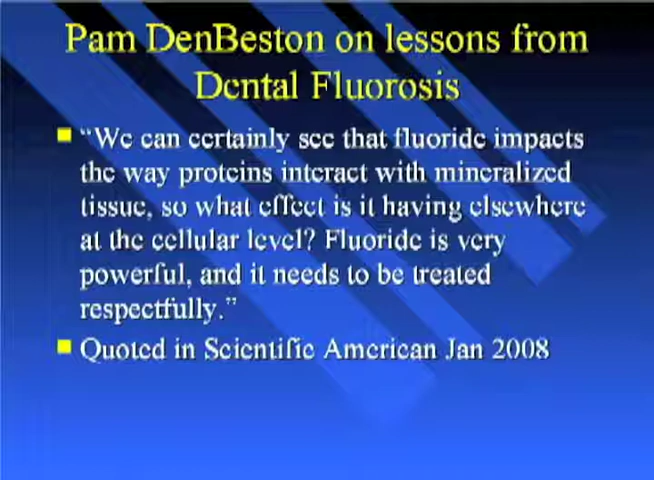 Pam DenBeston on lessons from
Dental Fluorosis
"We can certainly see that fluoride impacts
the way proteins interact with mineralized
tissue, so what effect is it having elsewhere
at the cellular level? Fluoride is very
powerful, and it needs to be treated
respectfully."
Quoted in Scientific American Jan 2008